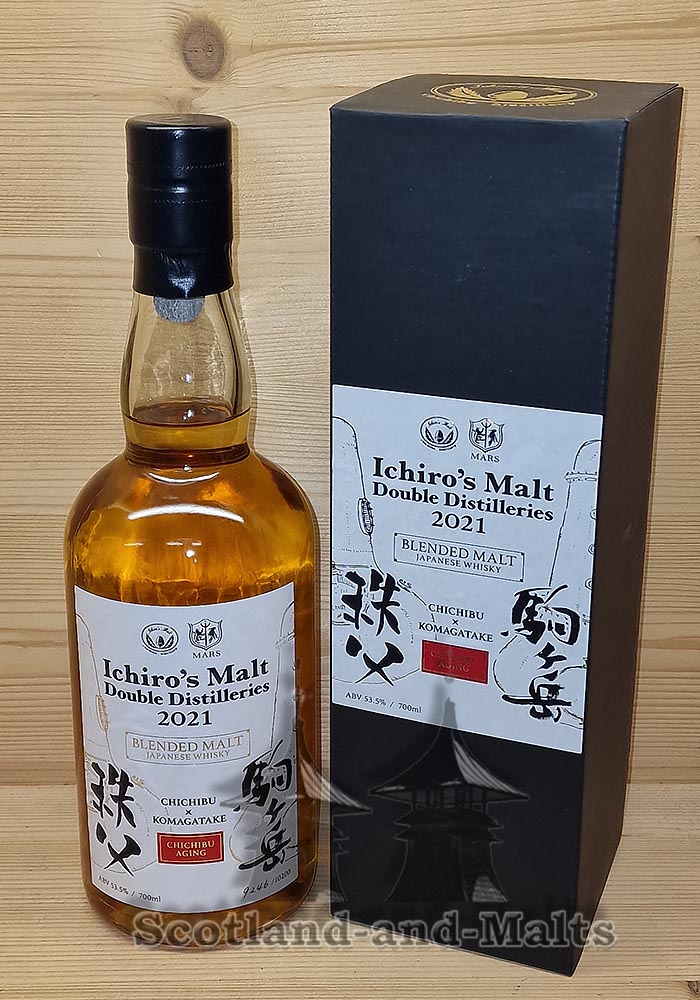 MARS
Ichiro's Malt
Double Distilleries
2021
BLENDED MALT
JAPANESE WHISKY
秩父
CHICHIBU
×
KOMAGATAKE
駒ヶ岳
CHICHIBU
AGING
ABV 53.5% / 700ml
9246 /10200
MARS
Ichiro's Malt
Double Distilleries
2021
BLENDED MALT
JAPANESE WHISKY
秩父
CHICHIBU
×
KOMAGATAKE
駒ヶ岳
CHICHIBU
AGING
ABV 53.5% / 700ml
Scotland-and-Malts